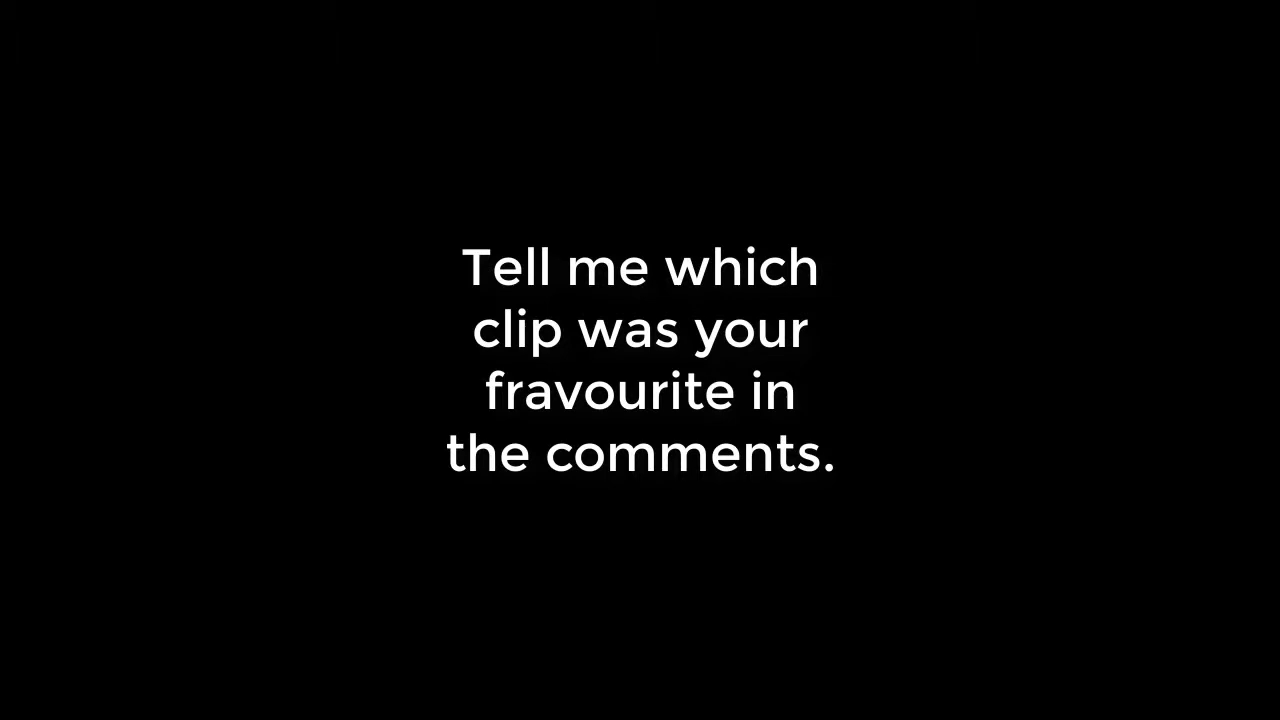 Tell me which
clip was your
fravourite in
the comments.